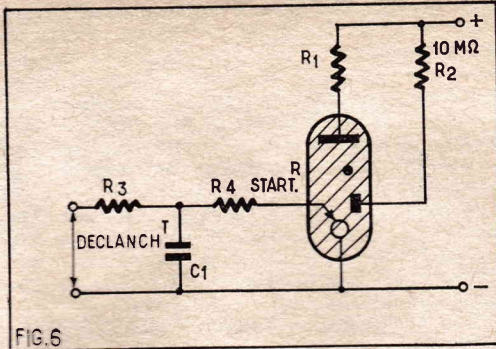 +
R1
10 MΩ
R2
R
R3
R4
START.
DECLANCH
T
C1
−
FIG.6